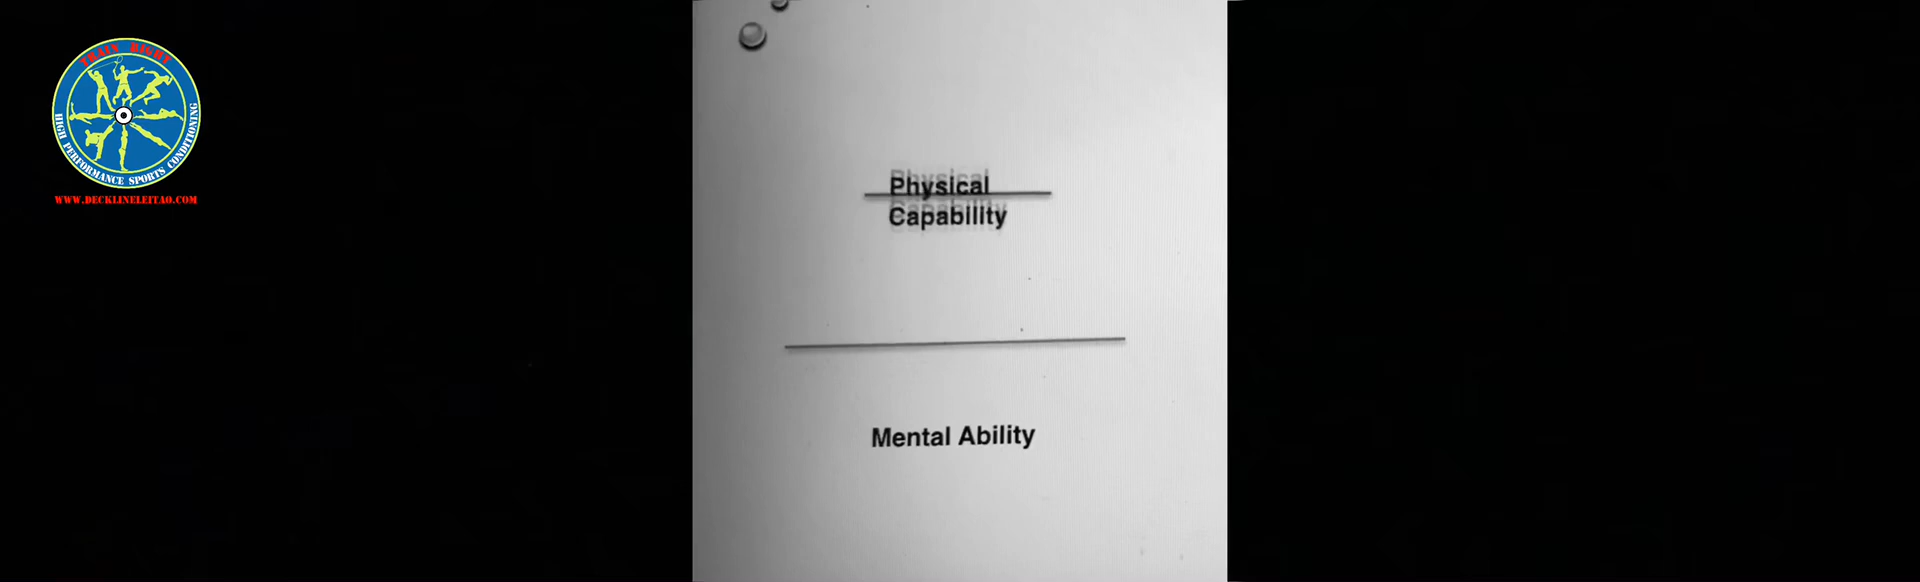 TRAIN RIGHT
HIGH PERFORMANCE SPORTS CONDITIONING
WWW.DECKLINELEITAO.COM
Physical
Capability
Mental Ability